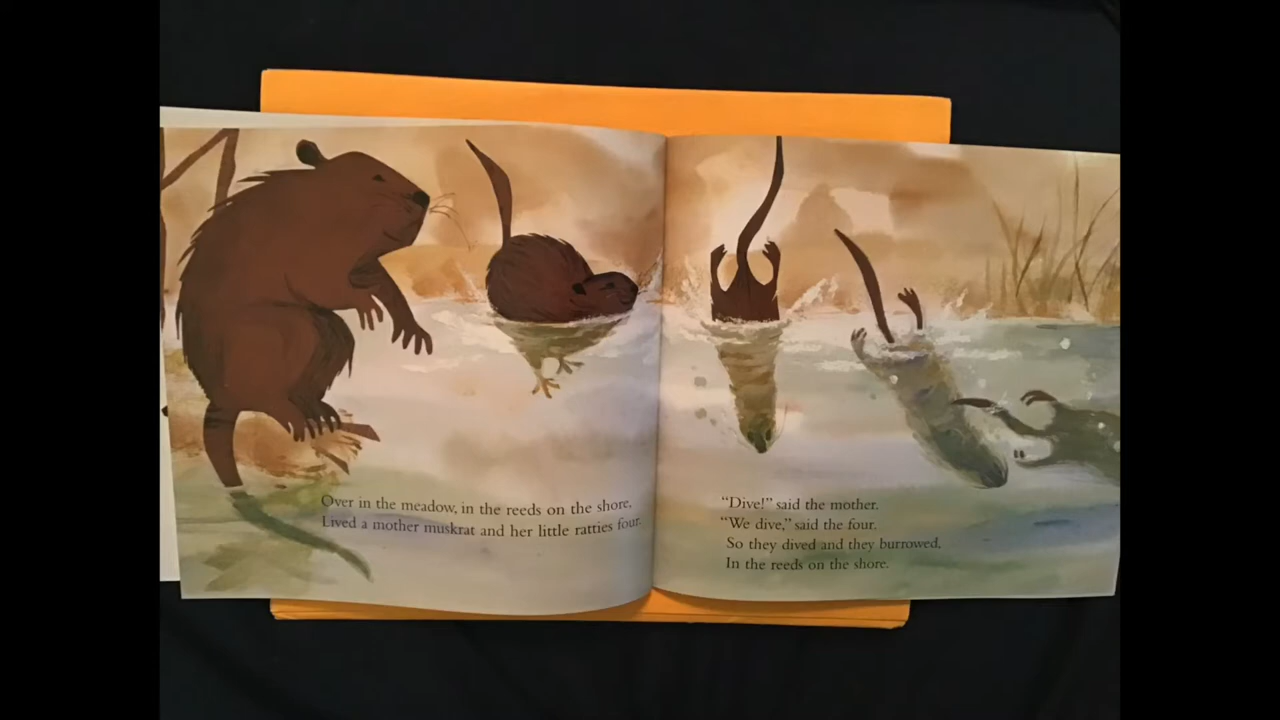 Over in the meadow, in the reeds on the shore,
Lived a mother muskrat and her little ratties four.
“Dive!” said the mother.
“We dive,” said the four.
So they dived and they burrowed,
In the reeds on the shore.